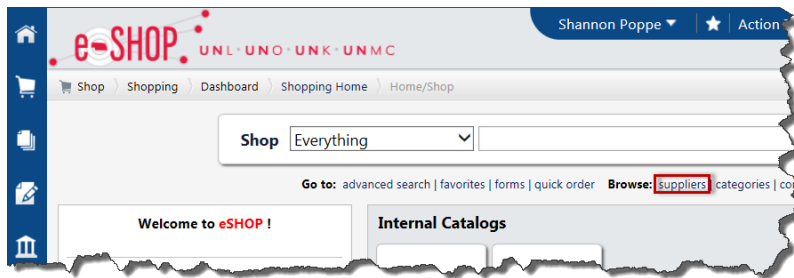 Shannon Poppe ▼ ★ Action
e-SHOP UNL·UNO·UNK·UNMC
Shop Shopping Dashboard Shopping Home Home/Shop
Shop Everything
Go to: advanced search | favorites | forms | quick order Browse: suppliers | categories |
Welcome to eSHOP !
Internal Catalogs